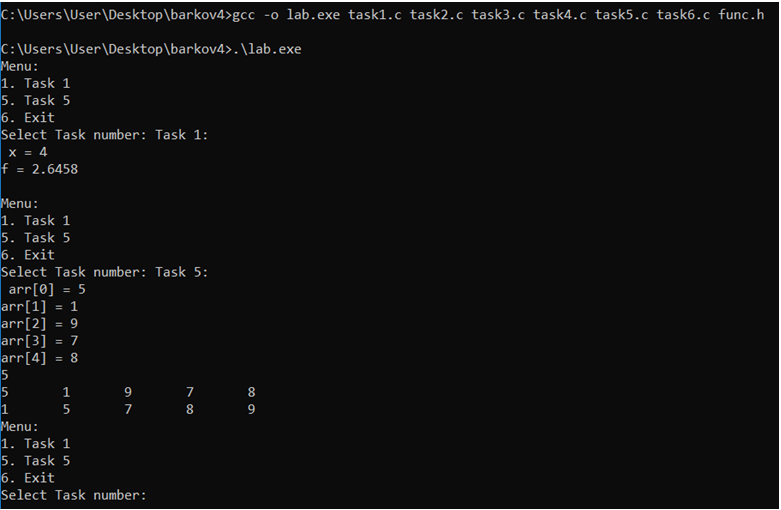 C:\Users\User\Desktop\barkov4>gcc -o lab.exe task1.c task2.c task3.c task4.c task5.c task6.c func.h
C:\Users\User\Desktop\barkov4>.\lab.exe
Menu:
1. Task 1
5. Task 5
6. Exit
Select Task number: Task 1:
 x = 4
f = 2.6458
Menu:
1. Task 1
5. Task 5
6. Exit
Select Task number: Task 5:
 arr[0] = 5
arr[1] = 1
arr[2] = 9
arr[3] = 7
arr[4] = 8
5
5       1       9       7       8
1       5       7       8       9
Menu:
1. Task 1
5. Task 5
6. Exit
Select Task number: